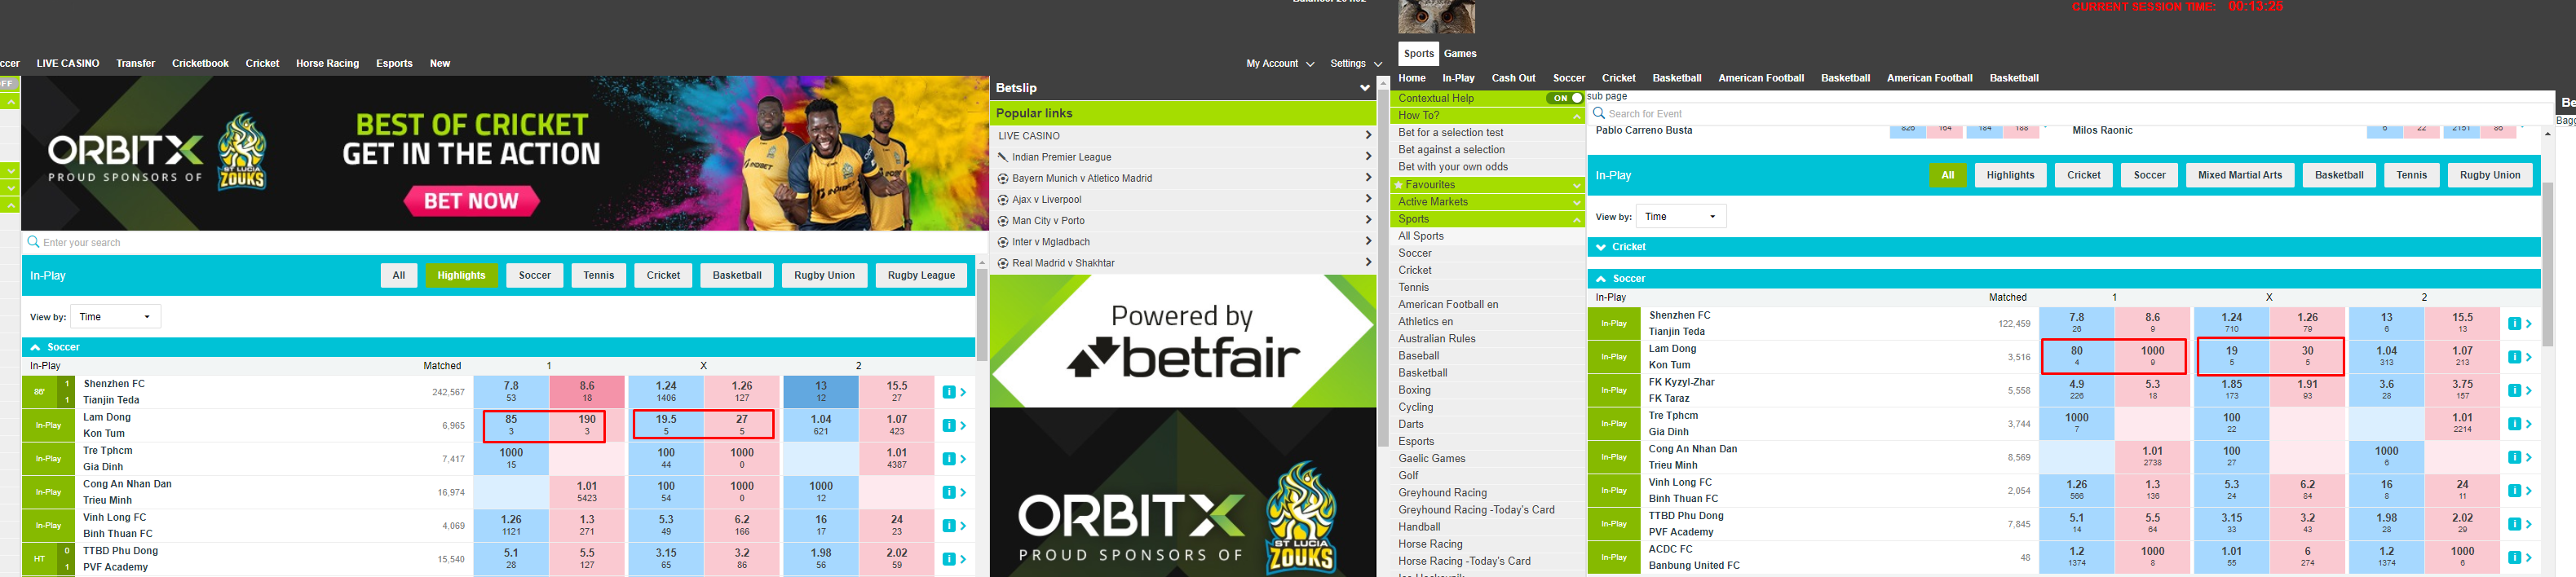 CURRENT SESSION TIME: 00:13:25
Sports Games
ccer LIVE CASINO Transfer Cricketbook Cricket Horse Racing Esports New
My Account Settings
Home In-Play Cash Out Soccer Cricket Basketball American Football Basketball American Football Basketball
OFF
ORBITX
PROUD SPONSORS OF
ST LUCIA
ZOUKS
BEST OF CRICKET
GET IN THE ACTION
BET NOW
Enter your search
In-Play All Highlights Soccer Tennis Cricket Basketball Rugby Union Rugby League
View by: Time
Soccer
In-Play Matched 1 X 2
86' 1 1 Shenzhen FC Tianjin Teda 242,567 7.8 8.6 1.24 1.26 13 15.5
53 18 1406 127 12 27
In-Play Lam Dong Kon Tum 6,965 85 190 19.5 27 1.04 1.07
3 3 5 5 621 423
In-Play Tre Tphcm Gia Dinh 7,417 1000 100 1000 1.01
15 44 0 4387
In-Play Cong An Nhan Dan Trieu Minh 16,974 1.01 100 1000 1000
5423 54 0 12
In-Play Vinh Long FC Binh Thuan FC 4,069 1.26 1.3 5.3 6.2 16 24
1121 271 49 166 17 23
HT 0 1 TTBD Phu Dong PVF Academy 15,540 5.1 5.5 3.15 3.2 1.98 2.02
28 127 65 86 56 59
Betslip
Popular links
LIVE CASINO
Indian Premier League
Bayern Munich v Atletico Madrid
Ajax v Liverpool
Man City v Porto
Inter v Mgladbach
Real Madrid v Shakhtar
Powered by
betfair
ORBITX
PROUD SPONSORS OF
ST LUCIA
ZOUKS
Contextual Help ON
How To?
Bet for a selection test
Bet against a selection
Bet with your own odds
Favourites
Active Markets
Sports
All Sports
Soccer
Cricket
Tennis
American Football en
Athletics en
Australian Rules
Baseball
Basketball
Boxing
Cycling
Darts
Esports
Gaelic Games
Golf
Greyhound Racing
Greyhound Racing -Today's Card
Handball
Horse Racing
Horse Racing -Today's Card
sub page
Search for Event
Pablo Carreno Busta Milos Raonic
In-Play All Highlights Cricket Soccer Mixed Martial Arts Basketball Tennis Rugby Union
View by: Time
Cricket
Soccer
In-Play Matched 1 X 2
In-Play Shenzhen FC Tianjin Teda 122,459 7.8 8.6 1.24 1.26 13 15.5
26 9 710 79 6 13
In-Play Lam Dong Kon Tum 3,516 80 1000 19 30 1.04 1.07
4 9 5 5 313 213
In-Play FK Kyzyl-Zhar FK Taraz 5,558 4.9 5.3 1.85 1.91 3.6 3.75
226 18 173 93 28 157
In-Play Tre Tphcm Gia Dinh 3,744 1000 100 1.01
7 22 2214
In-Play Cong An Nhan Dan Trieu Minh 8,569 1.01 100 1000
2738 27 6
In-Play Vinh Long FC Binh Thuan FC 2,054 1.26 1.3 5.3 6.2 16 24
566 136 24 84 8 11
In-Play TTBD Phu Dong PVF Academy 7,845 5.1 5.5 3.15 3.2 1.98 2.02
14 64 33 43 28 29
In-Play ACDC FC Banbung United FC 48 1.2 1000 1.01 6 1.2 1000
1374 8 55 274 1374 6
Be
Bagg